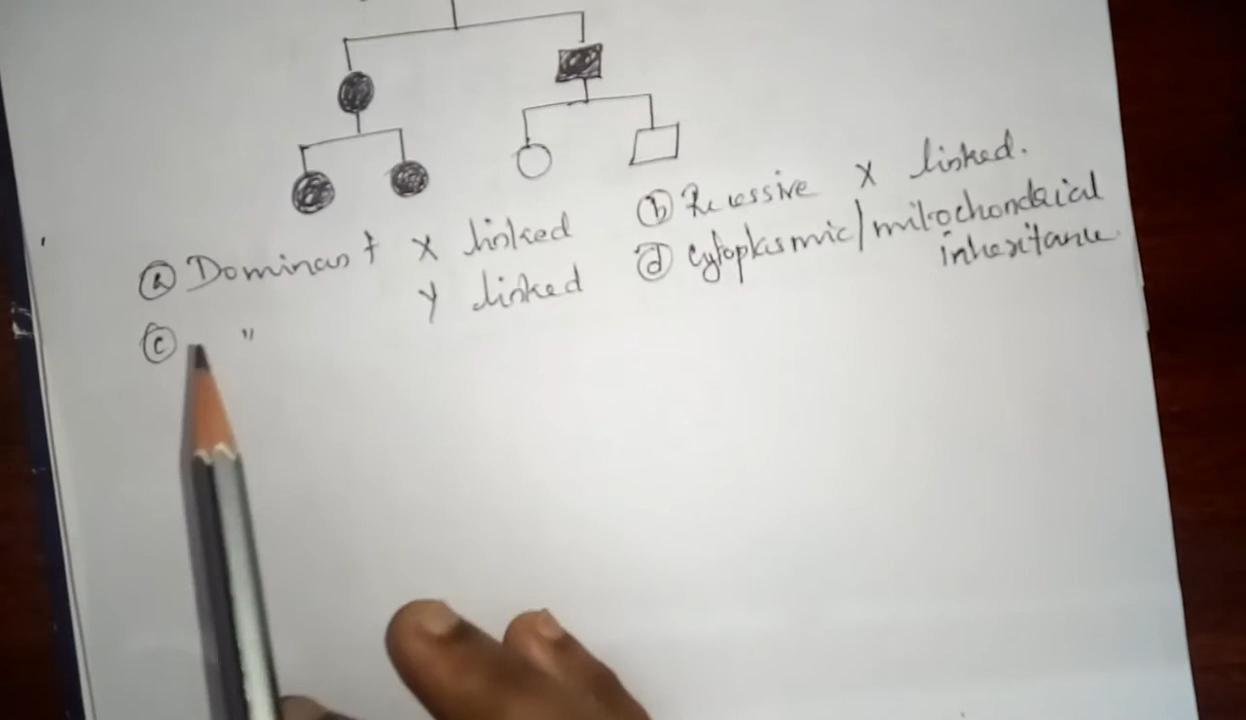 (a) Dominant X linked
(b) Recessive X linked.
(c) " Y linked
(d) Cytoplasmic/mitochondrial
inheritance.